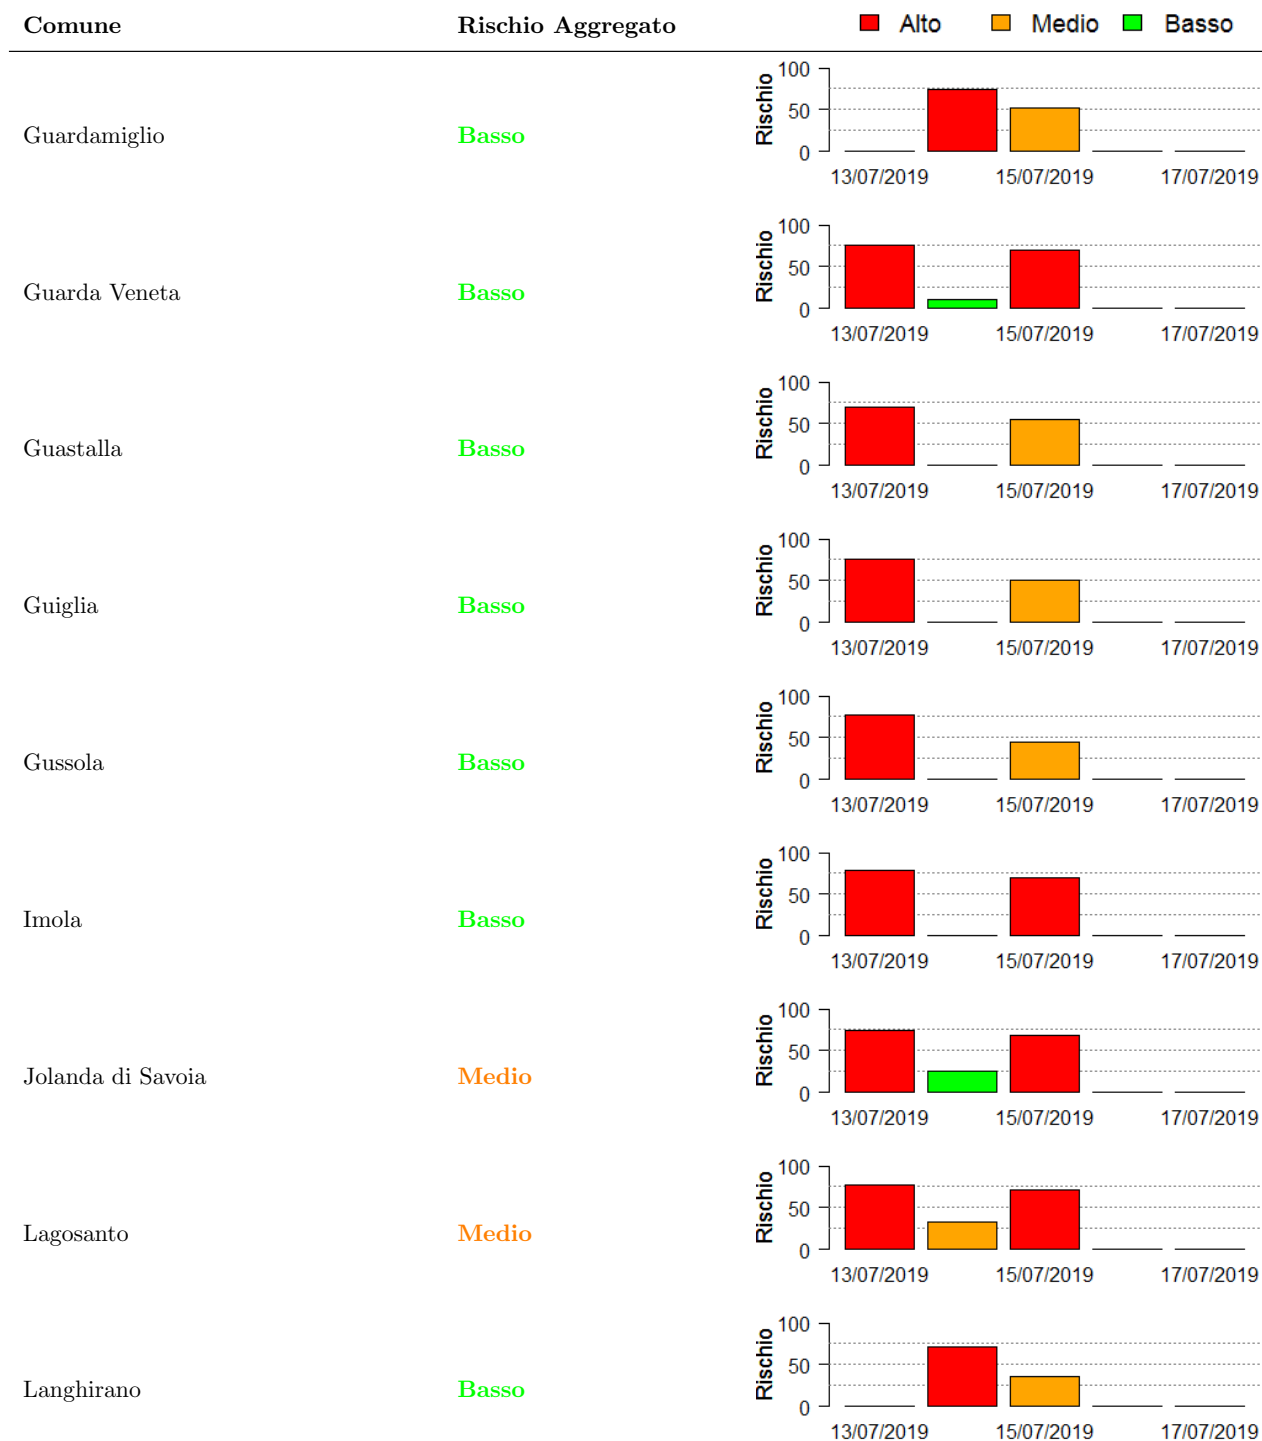 Comune Rischio Aggregato Alto Medio Basso
Guardamiglio Basso
Rischio
100
50
0
13/07/2019 15/07/2019 17/07/2019
Guarda Veneta Basso
Rischio
100
50
0
13/07/2019 15/07/2019 17/07/2019
Guastalla Basso
Rischio
100
50
0
13/07/2019 15/07/2019 17/07/2019
Guiglia Basso
Rischio
100
50
0
13/07/2019 15/07/2019 17/07/2019
Gussola Basso
Rischio
100
50
0
13/07/2019 15/07/2019 17/07/2019
Imola Basso
Rischio
100
50
0
13/07/2019 15/07/2019 17/07/2019
Jolanda di Savoia Medio
Rischio
100
50
0
13/07/2019 15/07/2019 17/07/2019
Lagosanto Medio
Rischio
100
50
0
13/07/2019 15/07/2019 17/07/2019
Langhirano Basso
Rischio
100
50
0
13/07/2019 15/07/2019 17/07/2019